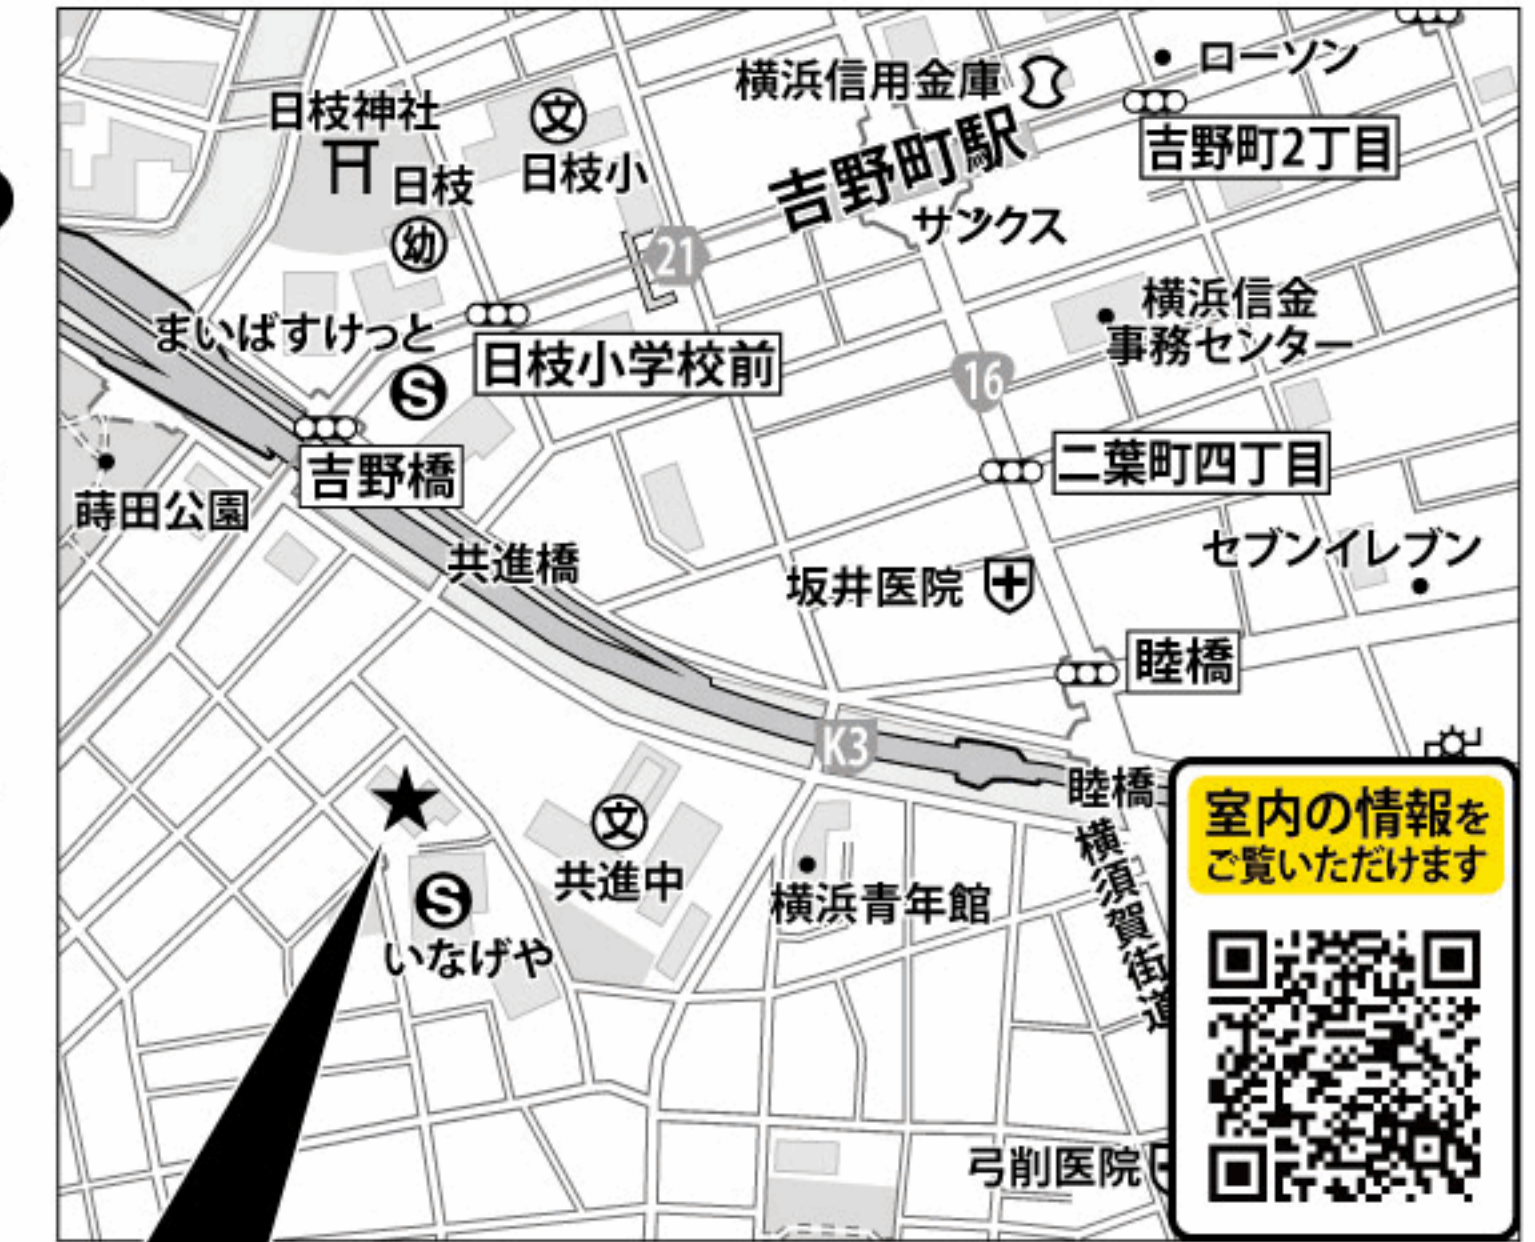 ローソン
横浜信用金庫
吉野町2丁目
吉野町駅
サンクス
日枝神社
文
日枝小
日枝
幼
21
横浜信金
事務センター
まいばすけっと
S
日枝小学校前
16
吉野橋
二葉町四丁目
蒔田公園
セブンイレブン
共進橋
坂井医院
睦橋
K3
睦橋
横須賀街道
文
共進中
横浜青年館
S
いなげや
弓削医院
室内の情報を
ご覧いただけます